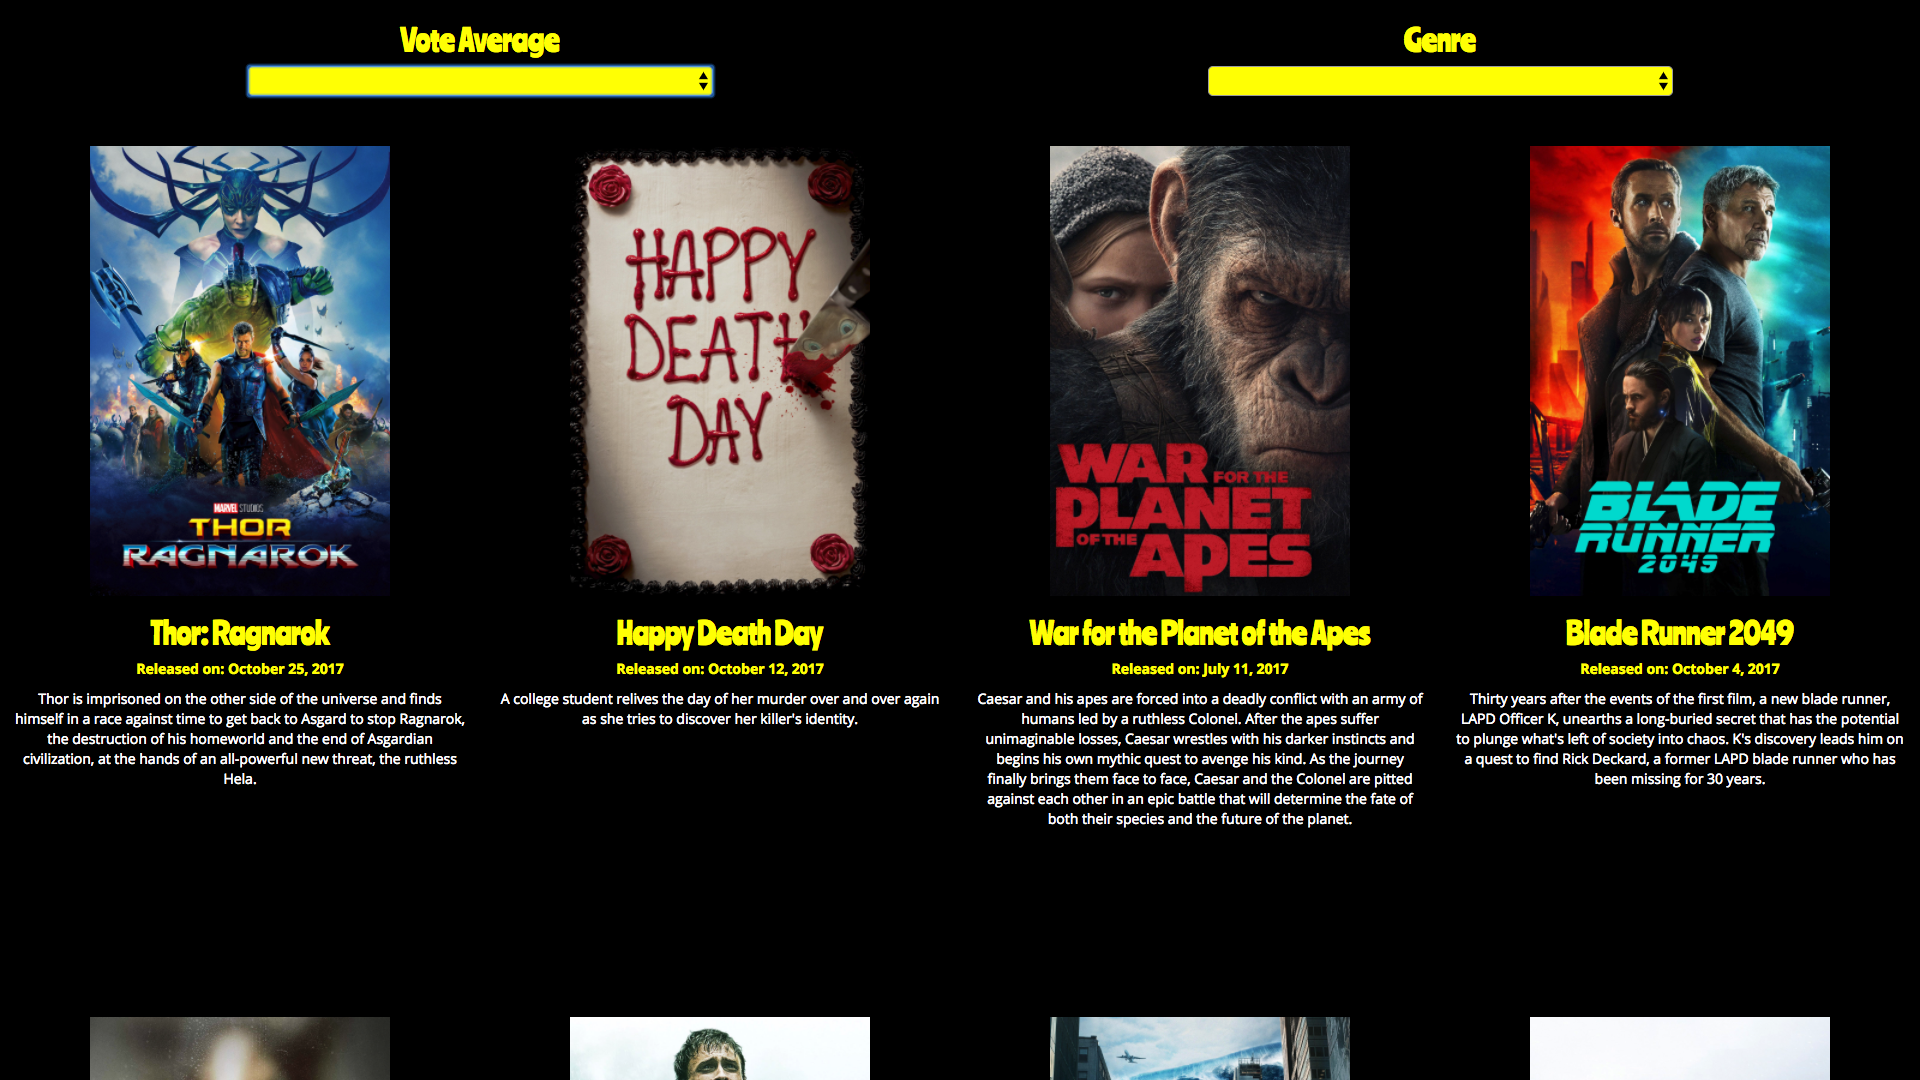 Vote Average
Genre
HAPPY
DEATH
DAY
WAR FOR THE
PLANET
OF THE APES
MARVEL STUDIOS
THOR
RAGNAROK
BLADE
RUNNER
2049
Thor: Ragnarok
Released on: October 25, 2017
Thor is imprisoned on the other side of the universe and finds
himself in a race against time to get back to Asgard to stop Ragnarok,
the destruction of his homeworld and the end of Asgardian
civilization, at the hands of an all-powerful new threat, the ruthless
Hela.
Happy Death Day
Released on: October 12, 2017
A college student relives the day of her murder over and over again
as she tries to discover her killer's identity.
War for the Planet of the Apes
Released on: July 11, 2017
Caesar and his apes are forced into a deadly conflict with an army of
humans led by a ruthless Colonel. After the apes suffer
unimaginable losses, Caesar wrestles with his darker instincts and
begins his own mythic quest to avenge his kind. As the journey
finally brings them face to face, Caesar and the Colonel are pitted
against each other in an epic battle that will determine the fate of
both their species and the future of the planet.
Blade Runner 2049
Released on: October 4, 2017
Thirty years after the events of the first film, a new blade runner,
LAPD Officer K, unearths a long-buried secret that has the potential
to plunge what's left of society into chaos. K's discovery leads him on
a quest to find Rick Deckard, a former LAPD blade runner who has
been missing for 30 years.